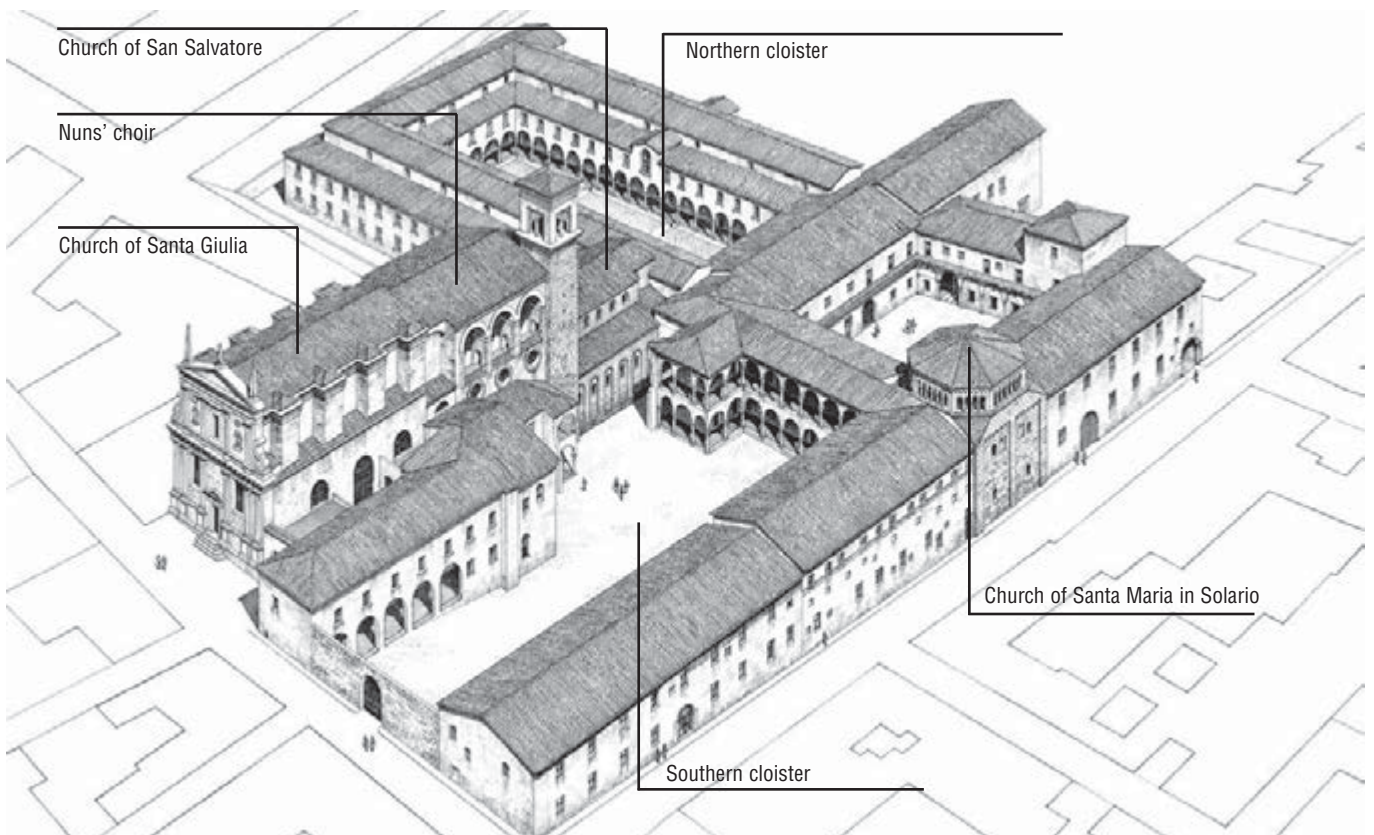 Church of San Salvatore
Northern cloister
Nuns’ choir
Church of Santa Giulia
Church of Santa Maria in Solario
Southern cloister